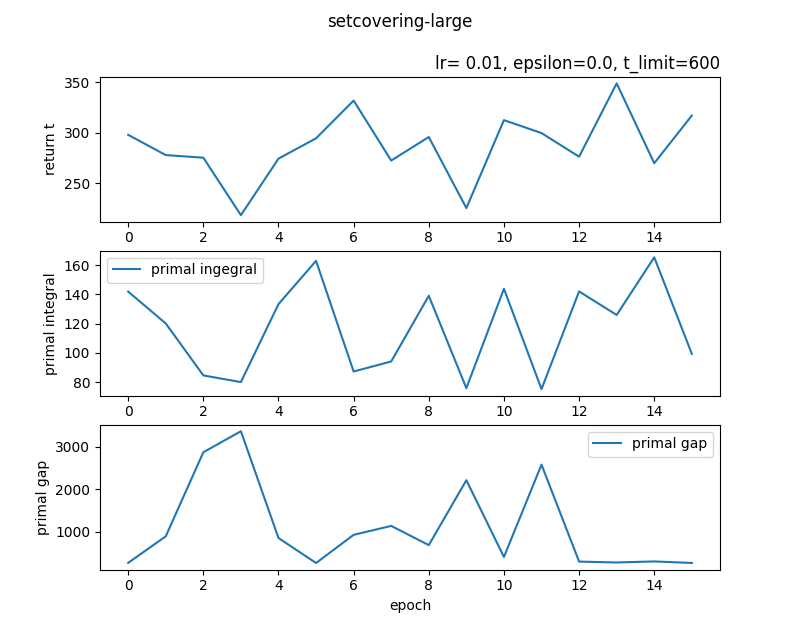 setcovering-large
lr= 0.01, epsilon=0.0, t_limit=600
return t
350
300
250
0 2 4 6 8 10 12 14
primal integral
primal ingegral
160
140
120
100
80
0 2 4 6 8 10 12 14
primal gap
primal gap
3000
2000
1000
0 2 4 6 8 10 12 14
epoch